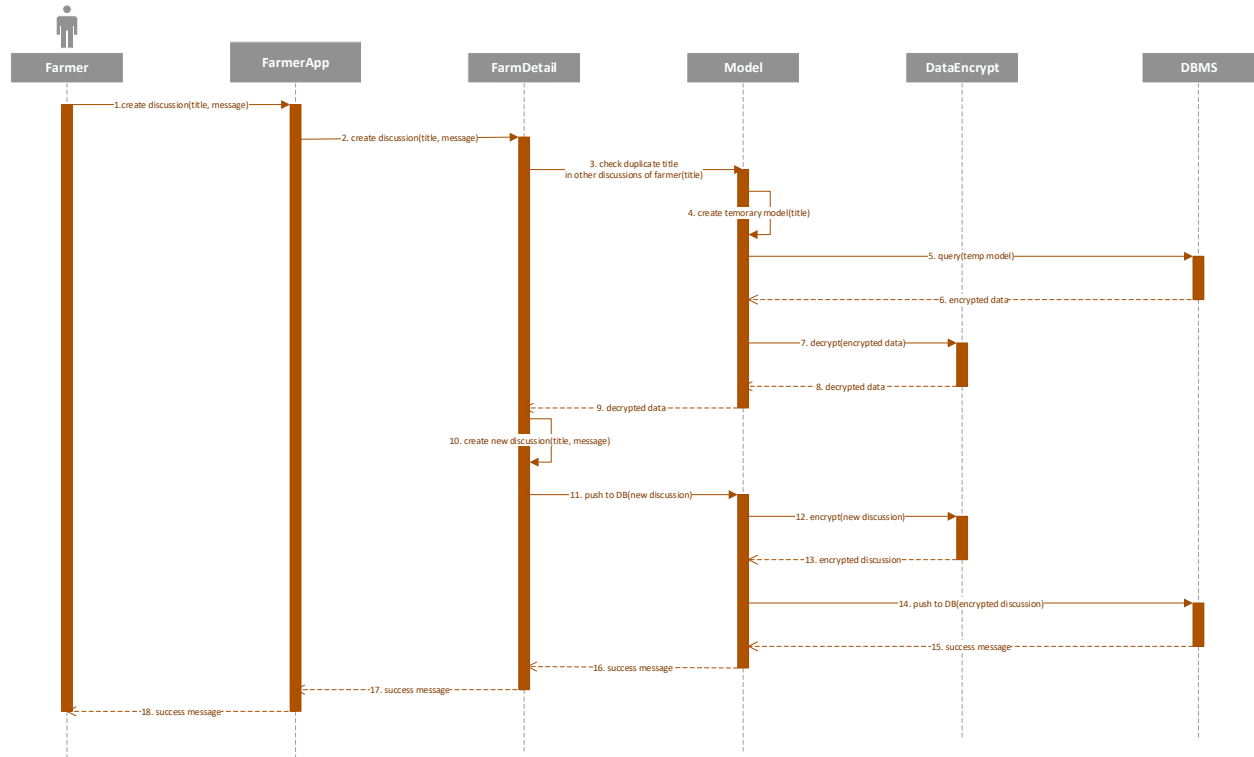 Farmer
FarmerApp
FarmDetail
Model
DataEncrypt
DBMS
1.create discussion(title, message)
2. create discussion(title, message)
3. check duplicate title
in other discussions of farmer(title)
4. create temorary model(title)
5. query(temp model)
6. encrypted data
7. decrypt(encrypted data)
8. decrypted data
9. decrypted data
10. create new discussion(title, message)
11. push to DB(new discussion)
12. encrypt(new discussion)
13. encrypted discussion
14. push to DB(encrypted discussion)
15. success message
16. success message
17. success message
18. success message